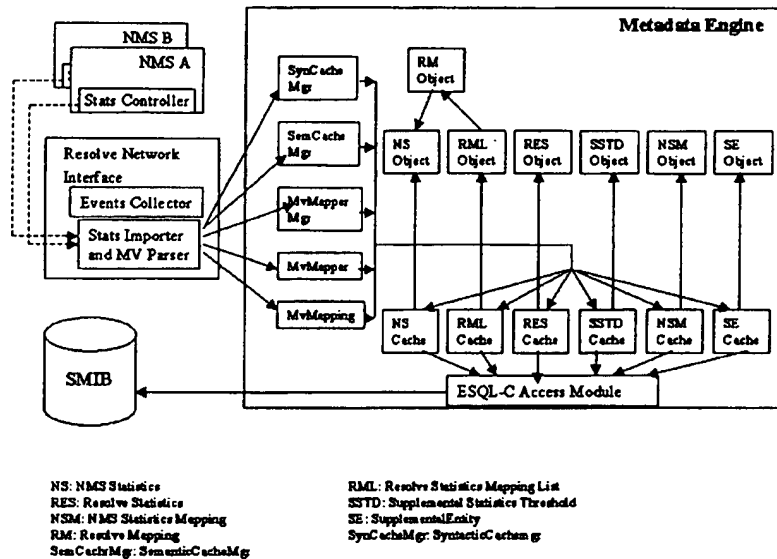 Metadata Engine
NMS B
NMS A
Stats Controller
Resolve Network
Interface
Events Collector
Stats Importer
and MV Parser
SMIB
SynCache
Mgr
SemCache
Mgr
MvMapper
Mgr
MvMapper
MvMapping
RM
Object
NS
Object
RML
Object
RES
Object
SSTD
Object
NSM
Object
SE
Object
NS
Cache
RML
Cache
RES
Cache
SSTD
Cache
NSM
Cache
SE
Cache
ESQL-C Access Module
NS: NMS Statistics
RES: Resolve Statistics
NSM: NMS Statistics Mapping
RM: Resolve Mapping
SemCachrMgr: SementicCacheMgr
RML: Resolve Statistics Mapping List
SSTD: Supplemental Statistics Threshold
SE: SupplementalEntity
SynCacheMgr: SyntacticCachemgr